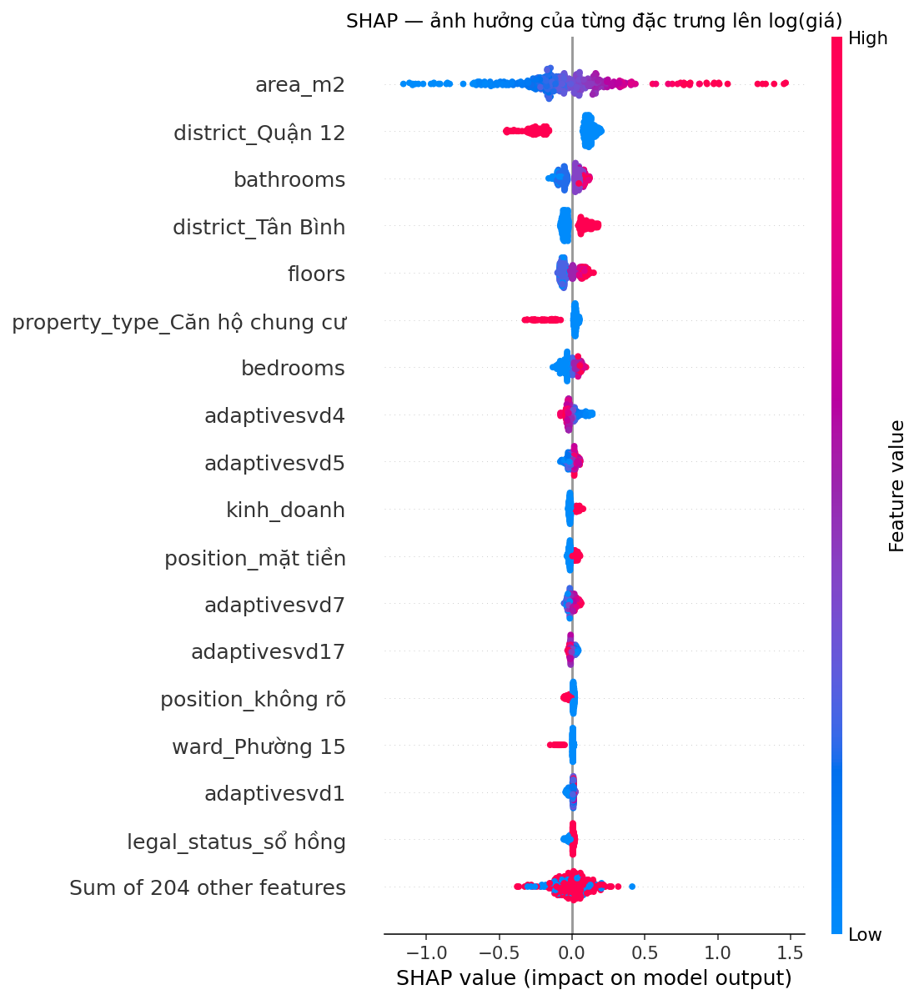 SHAP — ảnh hưởng của từng đặc trưng lên log(giá)
High
area_m2
district_Quận 12
bathrooms
district_Tân Bình
floors
property_type_Căn hộ chung cư
bedrooms
adaptivesvd4
adaptivesvd5
kinh_doanh
position_mặt tiền
adaptivesvd7
adaptivesvd17
position_không rõ
ward_Phường 15
adaptivesvd1
legal_status_sổ hồng
Sum of 204 other features
Feature value
Low
−1.0 −0.5 0.0 0.5 1.0 1.5
SHAP value (impact on model output)